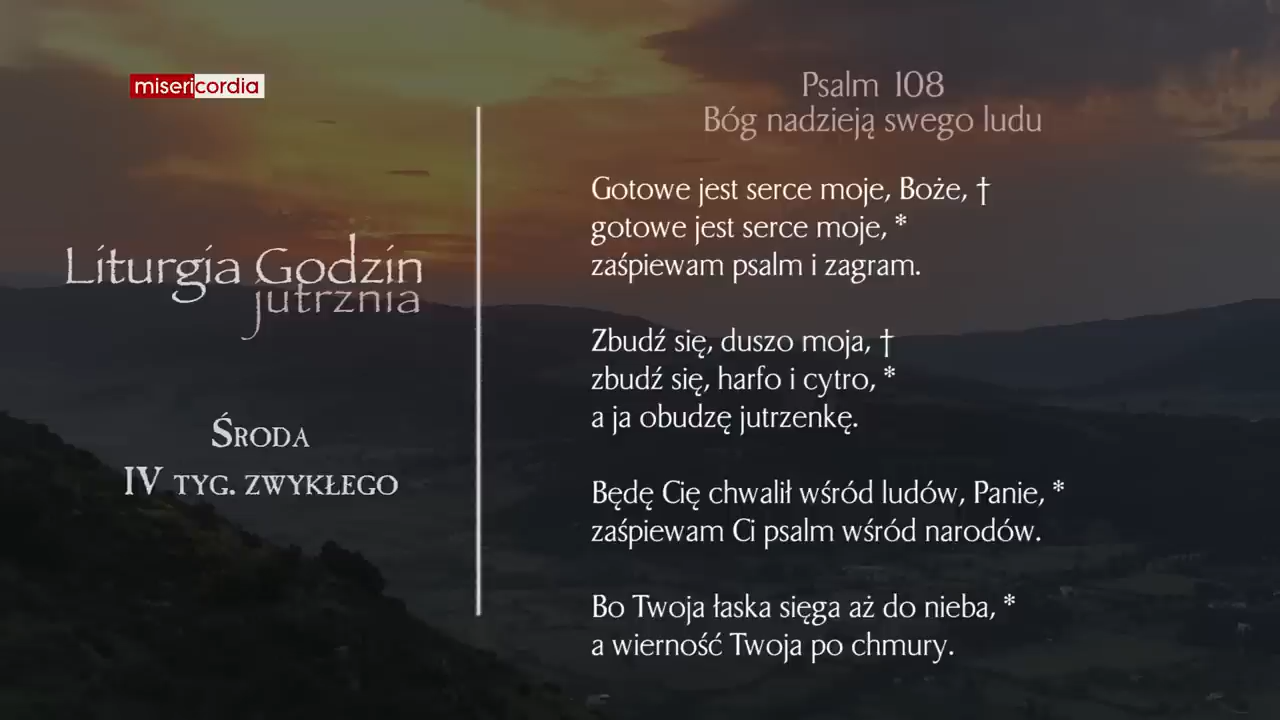 misericordia
Liturgia Godzin
jutrznia
Środa
IV tyg. zwykłego
Psalm 108
Bóg nadzieją swego ludu
Gotowe jest serce moje, Boże, †
gotowe jest serce moje, *
zaśpiewam psalm i zagram.
Zbudź się, duszo moja, †
zbudź się, harfo i cytro, *
a ja obudzę jutrzenkę.
Będę Cię chwalił wśród ludów, Panie, *
zaśpiewam Ci psalm wśród narodów.
Bo Twoja łaska sięga aż do nieba, *
a wierność Twoja po chmury.